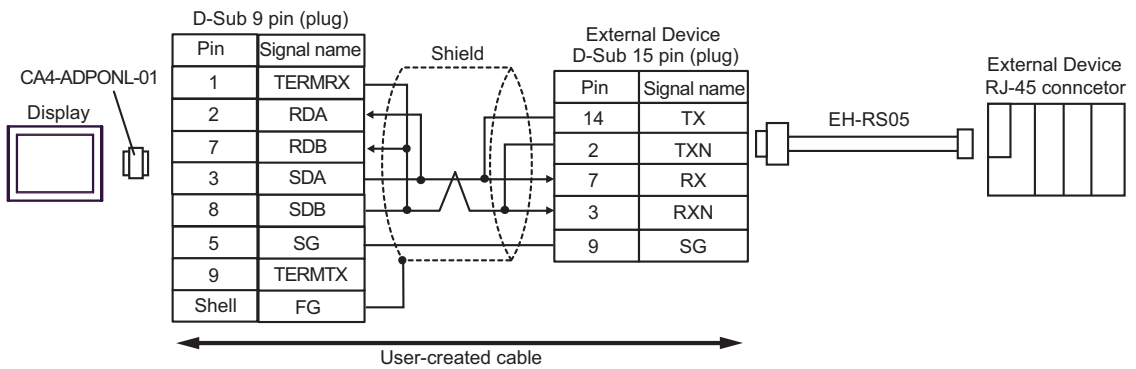 D-Sub 9 pin (plug)
Pin Signal name
1 TERMRX
2 RDA
7 RDB
3 SDA
8 SDB
5 SG
9 TERMTX
Shell FG
CA4-ADPONL-01
Display
Shield
External Device
D-Sub 15 pin (plug)
Pin Signal name
14 TX
2 TXN
7 RX
3 RXN
9 SG
EH-RS05
External Device
RJ-45 conncetor
User-created cable